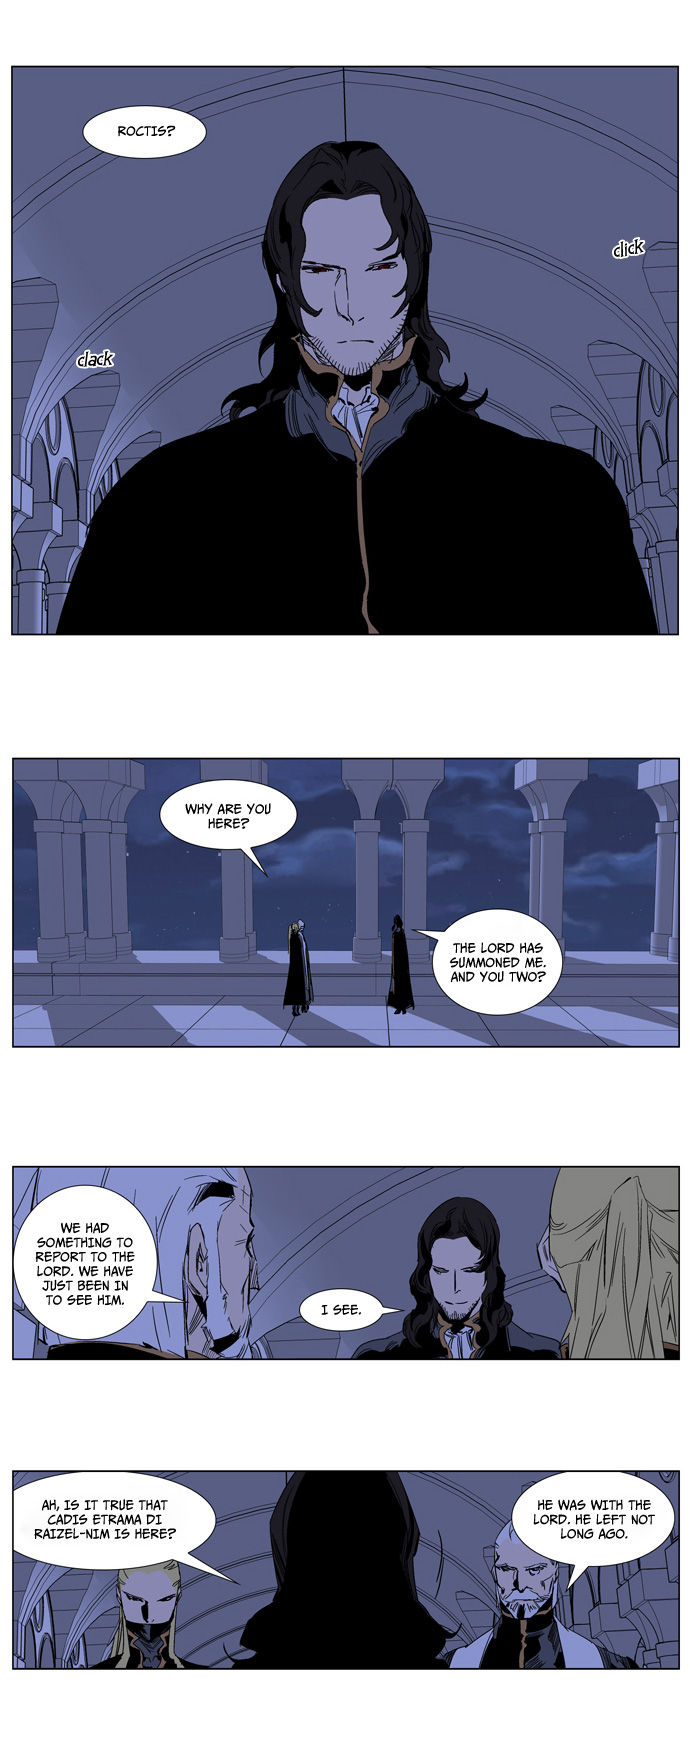 ROCTIS?
click
clack
WHY ARE YOU
HERE?
THE LORD HAS
SUMMONED ME.
AND YOU TWO?
WE HAD
SOMETHING TO
REPORT TO THE
LORD. WE HAVE
JUST BEEN IN
TO SEE HIM.
I SEE.
AH, IS IT TRUE THAT
CADIS ETRAMA DI
RAIZEL-NIM IS HERE?
HE WAS WITH THE
LORD. HE LEFT NOT
LONG AGO.